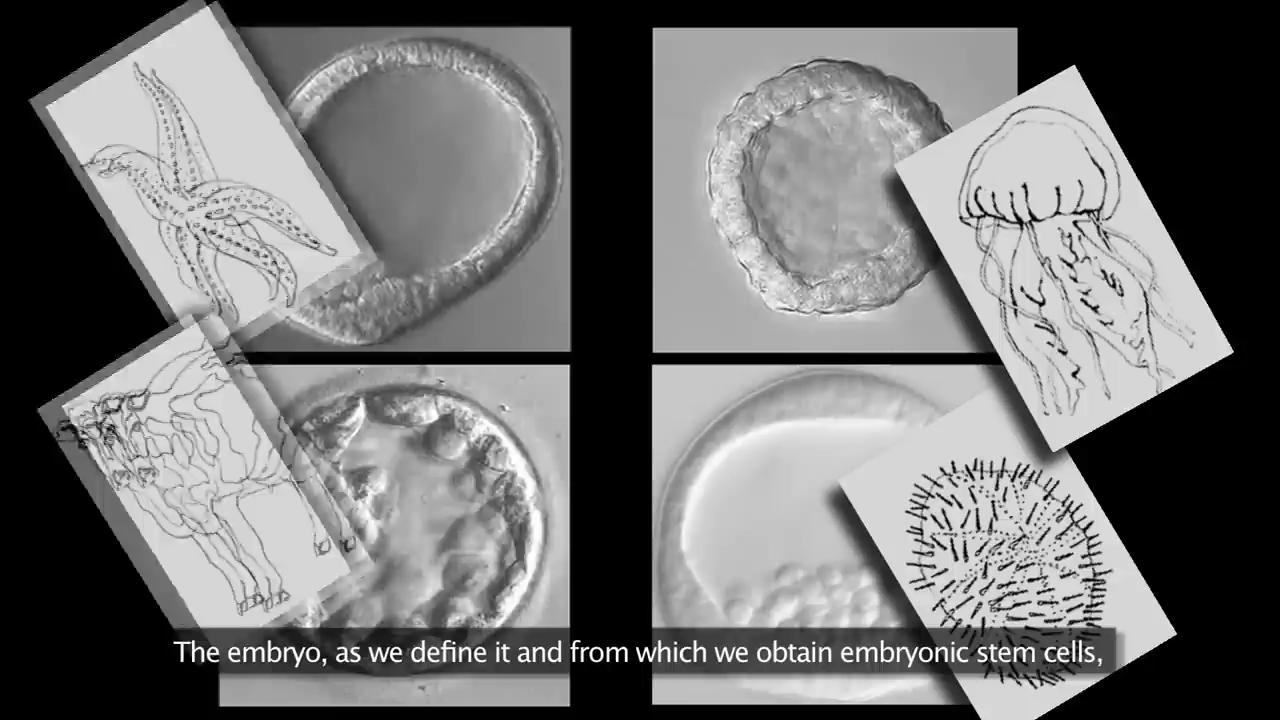 The embryo, as we define it and from which we obtain embryonic stem cells,